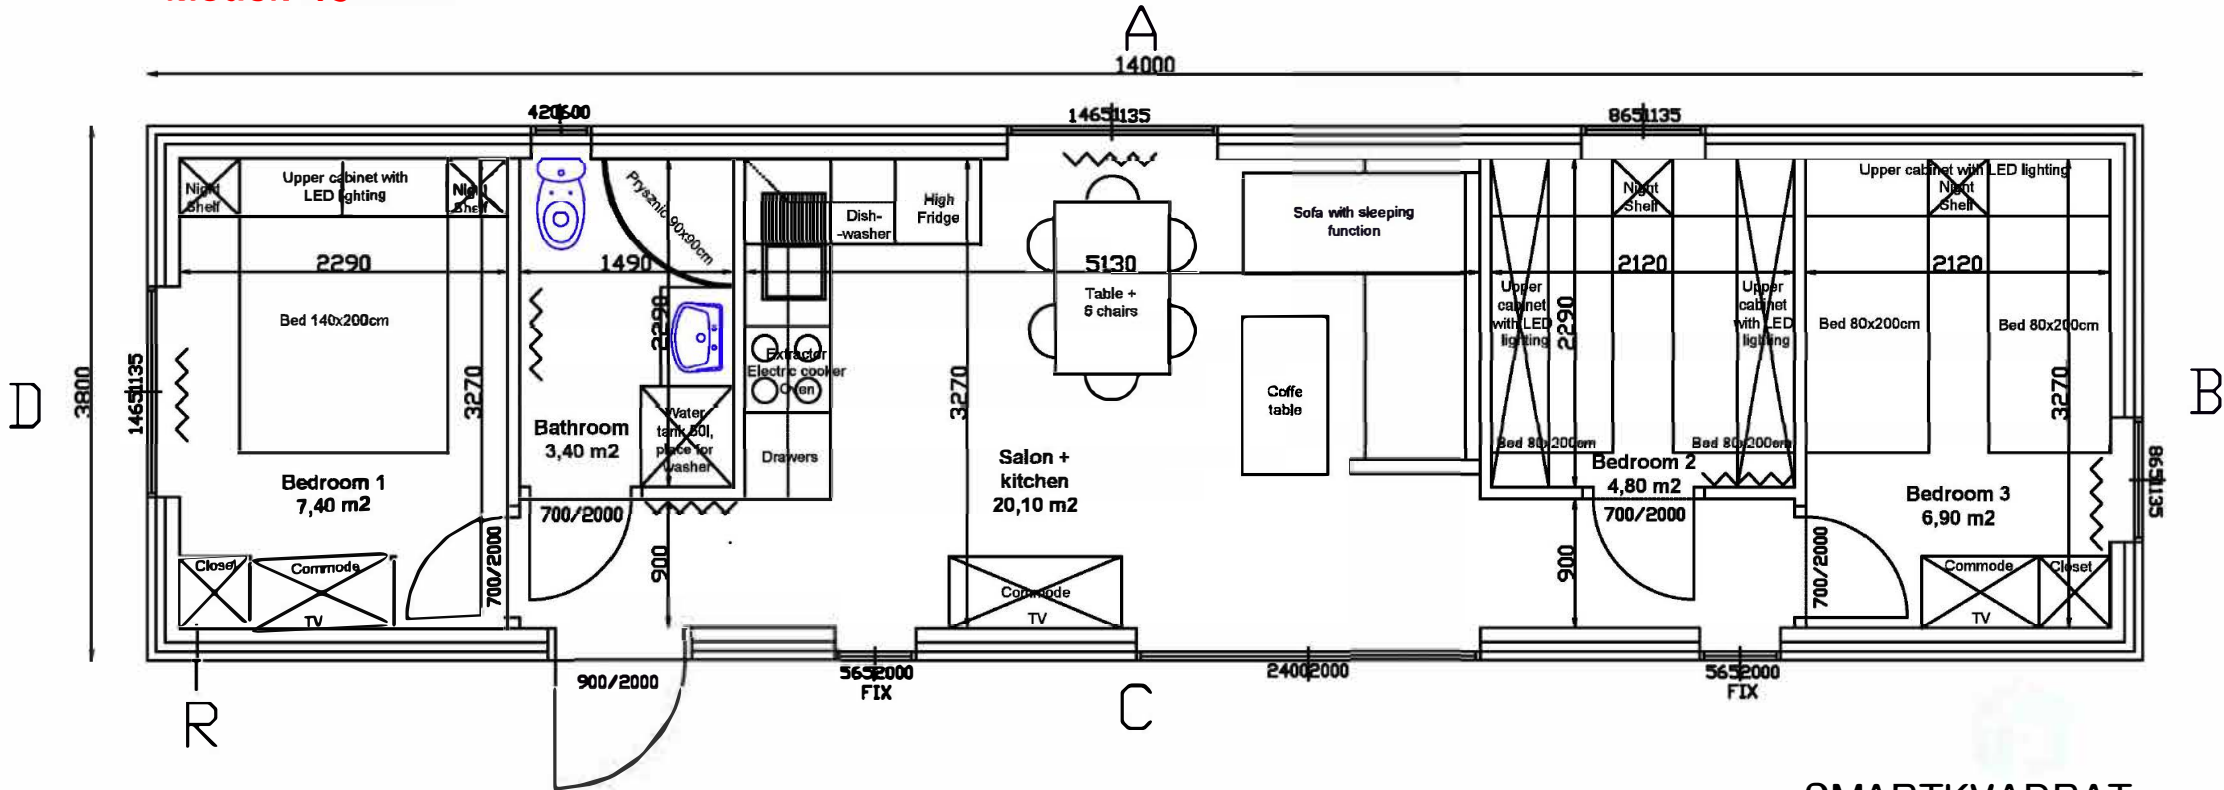 A
14000
420 600
1465 1135
865 1135
Night
Shelf
Upper cabinet with
LED lighting
Night
Shelf
Prysznic 90x90cm
Dish-
-washer
High
Fridge
Sofa with sleeping
function
Night
Shelf
Upper cabinet with LED lighting
Night
Shelf
2290
1490
5130
2120
2120
Table +
6 chairs
Upper
cabinet
with LED
lighting
2290
Upper
cabinet
with LED
lighting
Bed 140x200cm
2290
Bed 80x200cm
Bed 80x200cm
Extractor
Electric cooker
Oven
D
3800
1465 1135
3270
3270
Coffe
table
3270
B
Bathroom
3,40 m2
Water
tank 80l,
place for
washer
Drawers
Bed 80x200cm
Bed 80x200cm
Salon +
kitchen
20,10 m2
Bedroom 2
4,80 m2
Bedroom 1
7,40 m2
Bedroom 3
6,90 m2
865 1135
700/2000
700/2000
700/2000
900
900
700/2000
Closet
Commode
TV
Commode
TV
Commode
TV
Closet
900/2000
565 2000
FIX
2400 2000
565 2000
FIX
R
C
SMARTKVADRAT